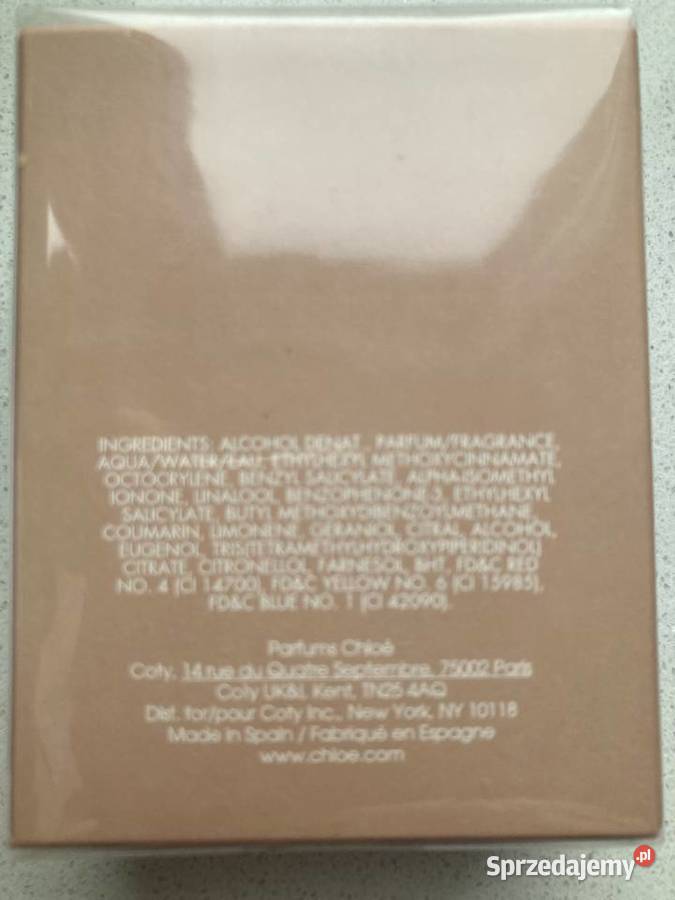 INGREDIENTS: ALCOHOL DENAT., PARFUM/FRAGRANCE,
AQUA/WATER/EAU, ETHYLHEXYL METHOXYCINNAMATE,
OCTOCRYLENE, BENZYL SALICYLATE, ALPHA-ISOMETHYL
IONONE, LINALOOL, BENZOPHENONE-3, ETHYLHEXYL
SALICYLATE, BUTYL METHOXYDIBENZOYLMETHANE,
COUMARIN, LIMONENE, GERANIOL, CITRAL, ALCOHOL,
EUGENOL, TRIS(TETRAMETHYLHYDROXYPIPERIDINOL)
CITRATE, CITRONELLOL, FARNESOL, BHT, FD&C RED
NO. 4 (CI 14700), FD&C YELLOW NO. 6 (CI 15985),
FD&C BLUE NO. 1 (CI 42090).
Parfums Chloé
Coty, 14 rue du Quatre Septembre, 75002 Paris
Coty UK&I, Kent, TN25 4AQ
Dist. for/pour Coty Inc., New York, NY 10118
Made in Spain / Fabriqué en Espagne
www.chloe.com
Sprzedajemy.pl